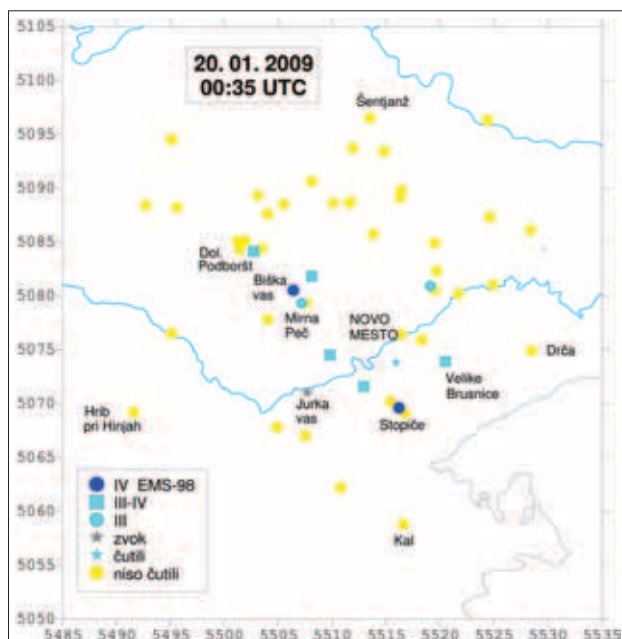 5105
5100
5095
5090
5085
5080
5075
5070
5065
5060
5055
5050
20. 01. 2009
00:35 UTC
Šentjanž
Dol.
Podboršt
Biška
vas
Mirna
Peč
NOVO
MESTO
Drča
Velike
Brusnice
Hrib
pri Hinjah
Jurka
vas
Stopiče
Kal
IV EMS-98
III-IV
III
zvok
čutili
niso čutili
5485 5490 5495 5500 5505 5510 5515 5520 5525 5530 5535